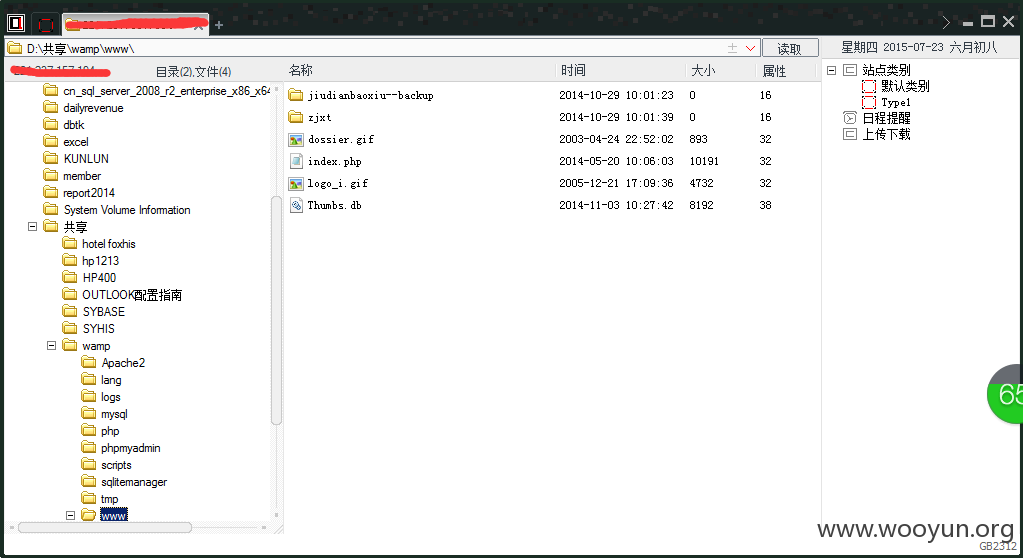 D:\共享\wamp\www\
读取
星期四 2015-07-23 六月初八
目录(2),文件(4)
名称 时间 大小 属性
cn_sql_server_2008_r2_enterprise_x86_x64
dailyrevenue
dbtk
excel
KUNLUN
member
report2014
System Volume Information
共享
hotel foxhis
hp1213
HP400
OUTLOOK配置指南
SYBASE
SYHIS
wamp
Apache2
lang
logs
mysql
php
phpmyadmin
scripts
sqlitemanager
tmp
www
jiudianbaoxiu--backup 2014-10-29 10:01:23 0 16
zjxt 2014-10-29 10:01:39 0 16
dossier.gif 2003-04-24 22:52:02 893 32
index.php 2014-05-20 10:06:03 10191 32
logo_i.gif 2005-12-21 17:09:36 4732 32
Thumbs.db 2014-11-03 10:27:42 8192 38
站点类别
默认类别
Type1
日程提醒
上传下载
65
www.wooyun.org
GB2312